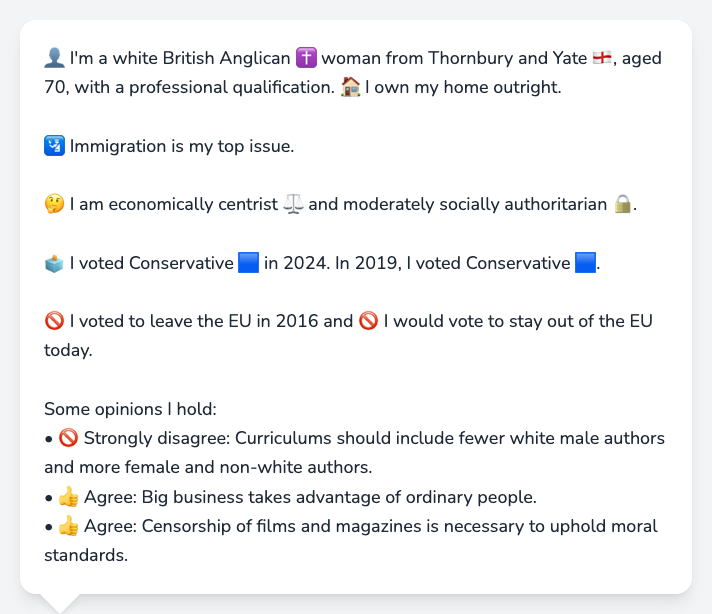 👤 I'm a white British Anglican ✝️ woman from Thornbury and Yate 🏴󠁧󠁢󠁥󠁮󠁧󠁿, aged
70, with a professional qualification. 🏠 I own my home outright.
🛂 Immigration is my top issue.
🤔 I am economically centrist ⚖️ and moderately socially authoritarian 🔒.
🗳️ I voted Conservative 🟦 in 2024. In 2019, I voted Conservative 🟦.
🚫 I voted to leave the EU in 2016 and 🚫 I would vote to stay out of the EU
today.
Some opinions I hold:
• 🚫 Strongly disagree: Curriculums should include fewer white male authors
and more female and non-white authors.
• 👍 Agree: Big business takes advantage of ordinary people.
• 👍 Agree: Censorship of films and magazines is necessary to uphold moral
standards.